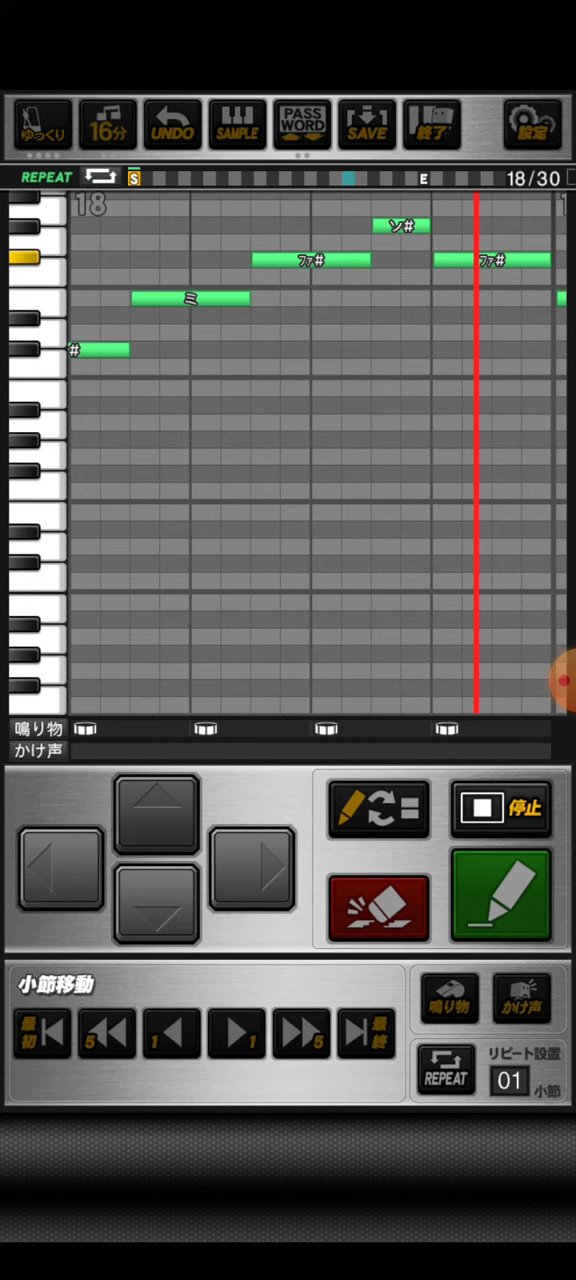 ゆっくり 16分 UNDO SAMPLE PASS WORD SAVE 終了 設定
REPEAT S E 18/30
18
ソ#
ファ# ファ#
ミ
#
鳴り物
かけ声
停止
小節移動
最初 5 1 1 5 最終
鳴り物 かけ声
REPEAT リピート設置 01 小節